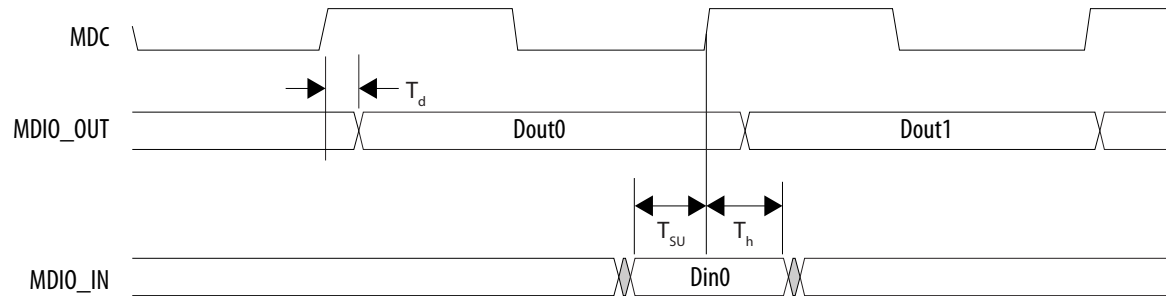 MDC
T_d
MDIO_OUT
Dout0
Dout1
T_SU
T_h
MDIO_IN
Din0